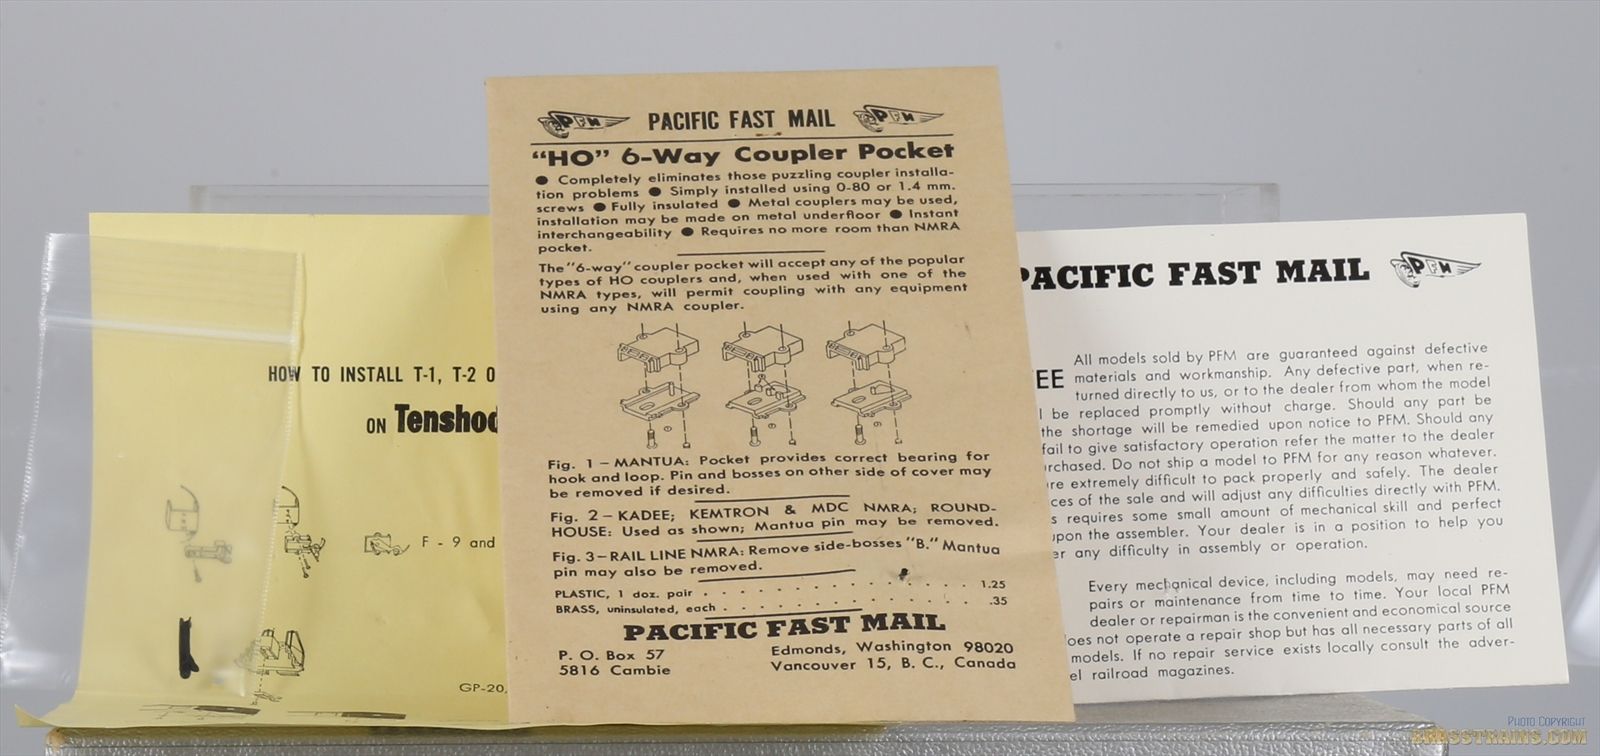 HOW TO INSTALL T-1, T-2
ON Tenshod
F - 9 and
GP-20,
PFM PACIFIC FAST MAIL PFM
"HO" 6-Way Coupler Pocket
● Completely eliminates those puzzling coupler installa-
tion problems ● Simply installed using 0-80 or 1.4 mm.
screws ● Fully insulated ● Metal couplers may be used,
installation may be made on metal underfloor ● Instant
interchangeability ● Requires no more room than NMRA
pocket.
The "6-way" coupler pocket will accept any of the popular
types of HO couplers and, when used with one of the
NMRA types, will permit coupling with any equipment
using any NMRA coupler.
Fig. 1 – MANTUA: Pocket provides correct bearing for
hook and loop. Pin and bosses on other side of cover may
be removed if desired.
Fig. 2 – KADEE; KEMTRON & MDC NMRA; ROUND-
HOUSE: Used as shown; Mantua pin may be removed.
Fig. 3 – RAIL LINE NMRA: Remove side-bosses "B." Mantua
pin may also be removed.
PLASTIC, 1 doz. pair . . . . . . . . . . . . 1.25
BRASS, uninsulated, each . . . . . . . . . . . . .35
PACIFIC FAST MAIL
P. O. Box 57 Edmonds, Washington 98020
5816 Cambie Vancouver 15, B. C., Canada
PACIFIC FAST MAIL PFM
All models sold by PFM are guaranteed against defective
EE materials and workmanship. Any defective part, when re-
turned directly to us, or to the dealer from whom the model
l be replaced promptly without charge. Should any part be
the shortage will be remedied upon notice to PFM. Should any
fail to give satisfactory operation refer the matter to the dealer
rchased. Do not ship a model to PFM for any reason whatever.
re extremely difficult to pack properly and safely. The dealer
ces of the sale and will adjust any difficulties directly with PFM.
s requires some small amount of mechanical skill and perfect
upon the assembler. Your dealer is in a position to help you
er any difficulty in assembly or operation.
Every mechanical device, including models, may need re-
pairs or maintenance from time to time. Your local PFM
dealer or repairman is the convenient and economical source
oes not operate a repair shop but has all necessary parts of all
models. If no repair service exists locally consult the adver-
el railroad magazines.
PHOTO COPYRIGHT
BRASSTRAINS.COM